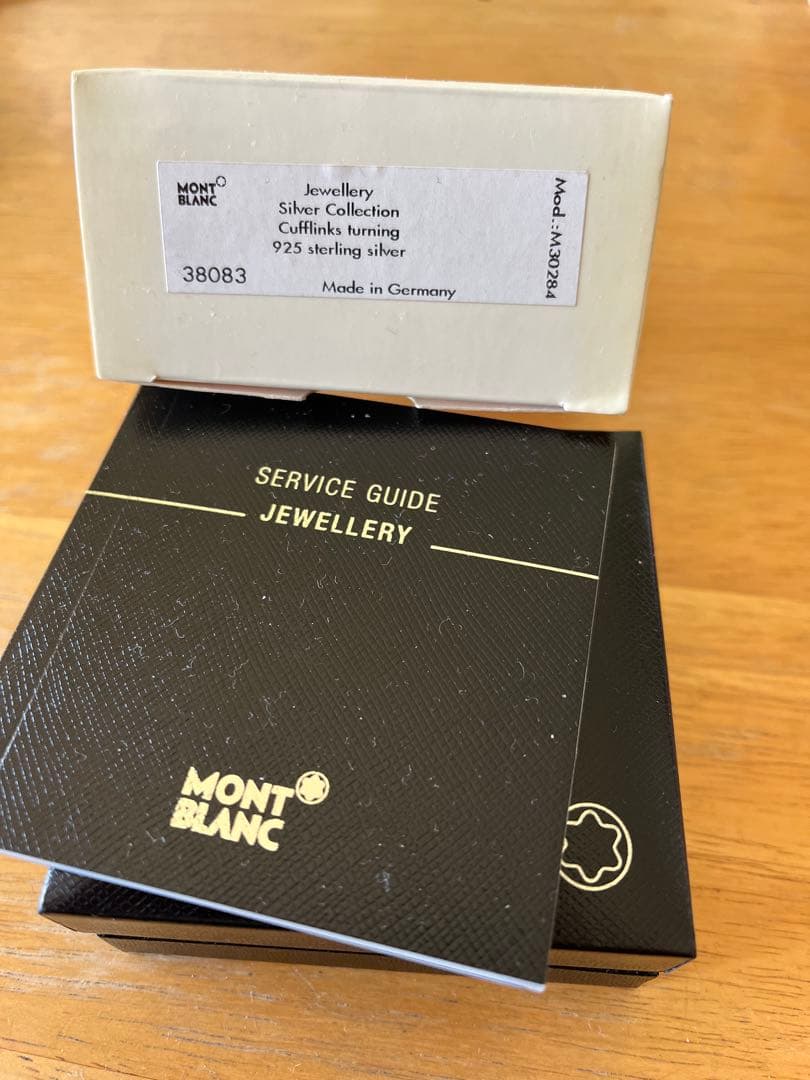 MONT
BLANC
Jewellery
Silver Collection
Cufflinks turning
925 sterling silver
38083
Made in Germany
Mod.:M30284
SERVICE GUIDE
JEWELLERY
MONT
BLANC